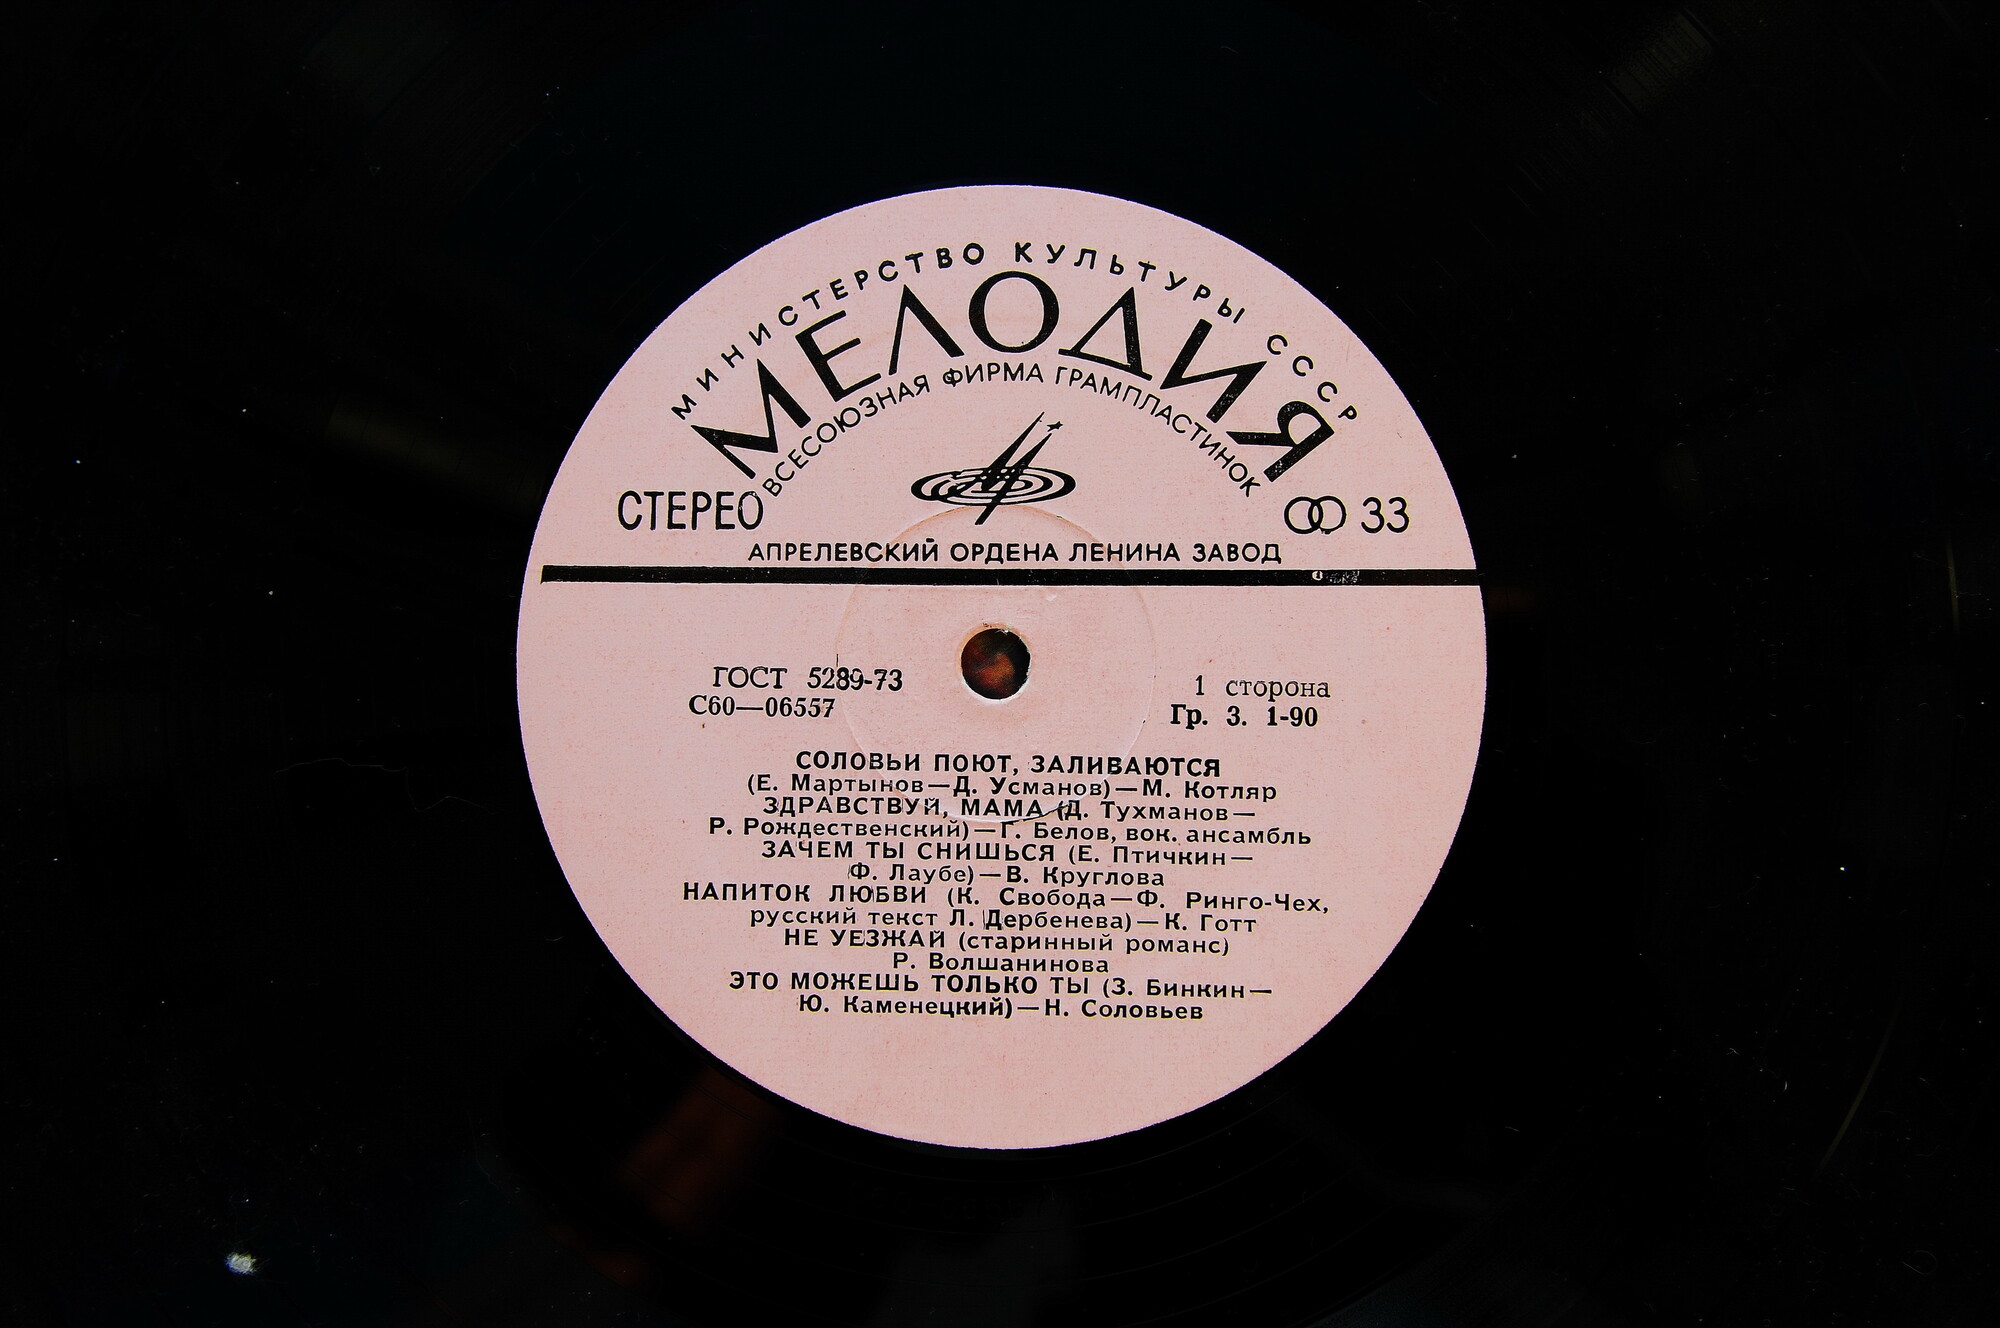 МИНИСТЕРСТВО КУЛЬТУРЫ СССР
МЕЛОДИЯ
ВСЕСОЮЗНАЯ ФИРМА ГРАМПЛАСТИНОК
СТЕРЕО
33
АПРЕЛЕВСКИЙ ОРДЕНА ЛЕНИНА ЗАВОД
ГОСТ 5289-73
С60—06557
1 сторона
Гр. 3. 1-90
СОЛОВЬИ ПОЮТ, ЗАЛИВАЮТСЯ
(Е. Мартынов—Д. Усманов)—М. Котляр
ЗДРАВСТВУЙ, МАМА (Д. Тухманов—
Р. Рождественский)—Г. Белов, вок. ансамбль
ЗАЧЕМ ТЫ СНИШЬСЯ (Е. Птичкин—
Ф. Лаубе)—В. Круглова
НАПИТОК ЛЮБВИ (К. Свобода—Ф. Ринго-Чех,
русский текст Л. Дербенева)—К. Готт
НЕ УЕЗЖАЙ (старинный романс)
Р. Волшанинова
ЭТО МОЖЕШЬ ТОЛЬКО ТЫ (З. Бинкин—
Ю. Каменецкий)—Н. Соловьев